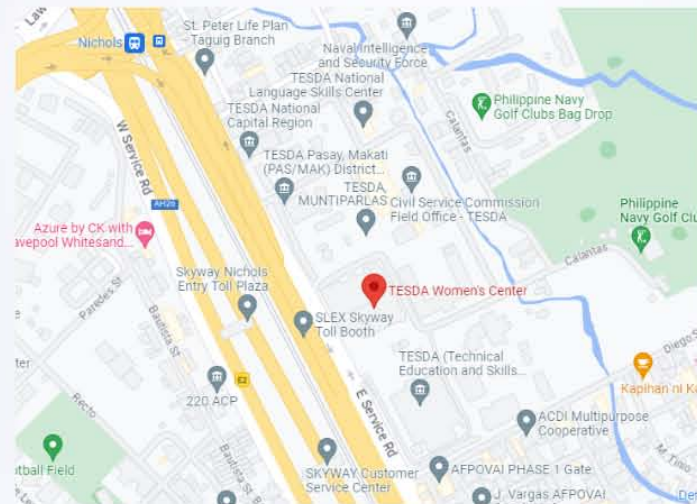 Law
Nichols
St. Peter Life Plan -
Taguig Branch
Naval Intelligence
and Security Force
TESDA National
Language Skills Center
TESDA National
Capital Region
Philippine Navy
Golf Clubs Bag Drop
Calantas
W Service Rd
AH26
TESDA Pasay, Makati
(PAS/MAK) District...
TESDA,
MUNTIPARLAS
Civil Service Commission
Field Office - TESDA
Philippine
Navy Golf Clu
Azure by CK with
avepool Whitesand...
Paredes St
Skyway Nichols
Entry Toll Plaza
Calantas
TESDA Women's Center
SLEX Skyway
Toll Booth
Bautista St
Diego
TESDA (Technical
Education and Skills...
E2
220 ACP
Kapihan ni Ka
Recto
E Service Rd
ACDI Multipurpose
Cooperative
Bautista St
tball Field
SKYWAY Customer
Service Center
AFPOVAI PHASE 1 Gate
J. Vargas AFPOVAI